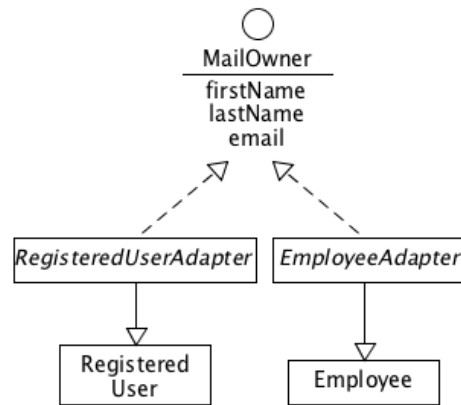 MailOwner
firstName
lastName
email
RegisteredUserAdapter
EmployeeAdapter
Registered
User
Employee